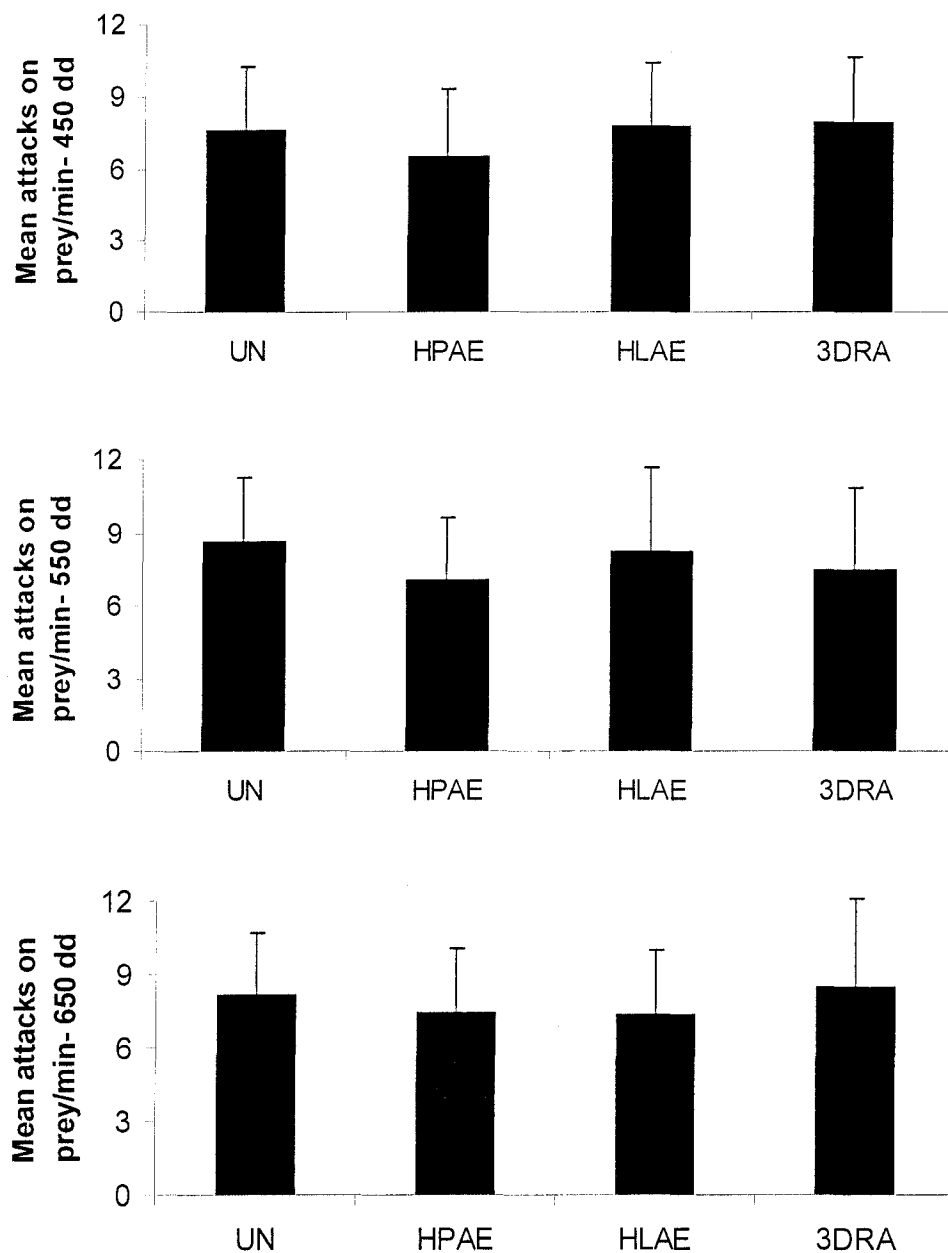 Mean attacks on
prey/min- 450 dd
12
9
6
3
0
UN HPAE HLAE 3DRA
Mean attacks on
prey/min- 550 dd
12
9
6
3
0
UN HPAE HLAE 3DRA
Mean attacks on
prey/min- 650 dd
12
9
6
3
0
UN HPAE HLAE 3DRA